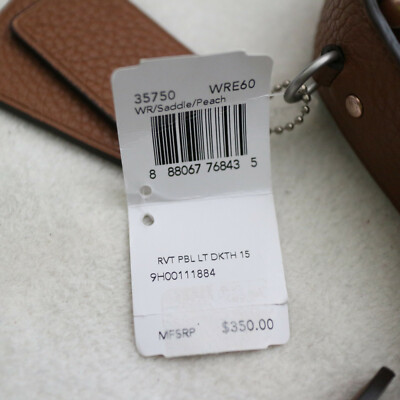 35750 WRE60
WR/Saddle/Peach
8 88067 76843 5
RVT PBL LT DKTH 15
9H00111884
MFSRP $350.00